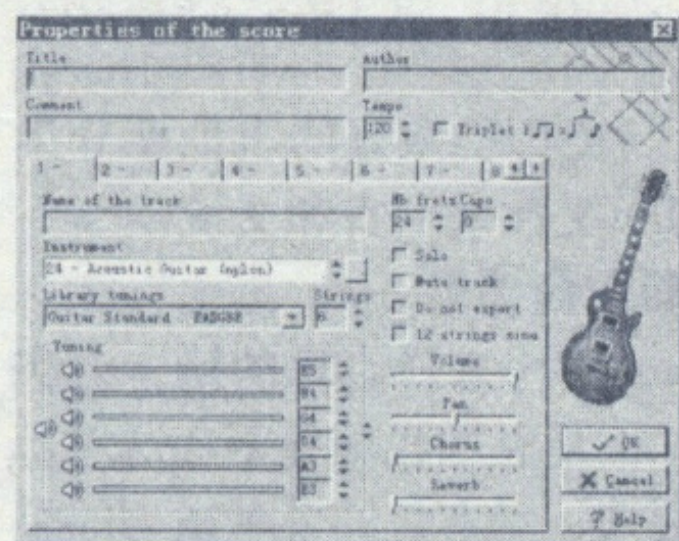 Properties of the score
Title
Author
Comment
Tempo
120
Triplet
1 -
2 -
3 -
4 -
5 -
6 -
7 -
8
Name of the track
Nb frets
Capo
24
0
Instrument
24 - Acoustic Guitar (nylon)
Solo
Mute track
Library tunings
Strings
Do not export
Guitar Standard EADGBE
6
12 strings simu
Tuning
Volume
E5
B4
G4
Pan
D4
Chorus
OK
A3
Reverb
Cancel
E3
Help